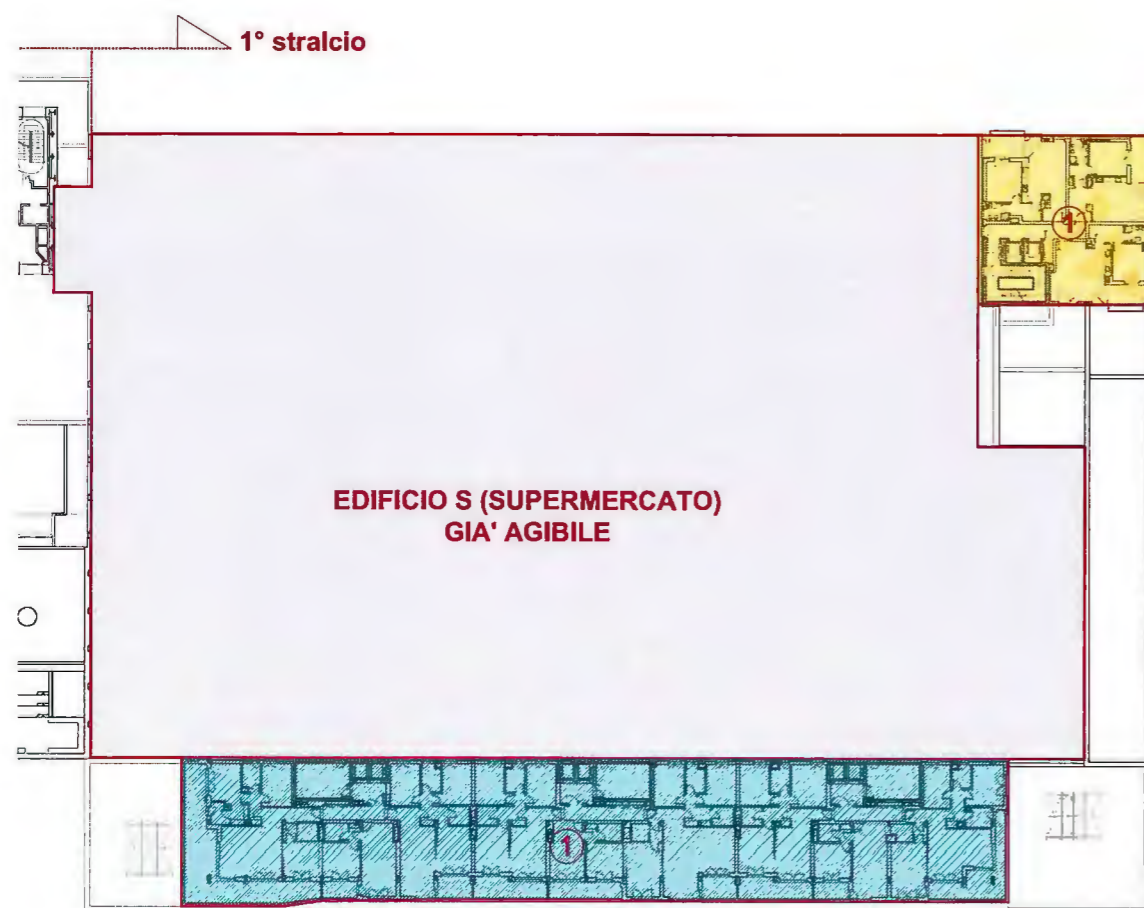 1° stralcio
1
EDIFICIO S (SUPERMERCATO)
GIA' AGIBILE
1